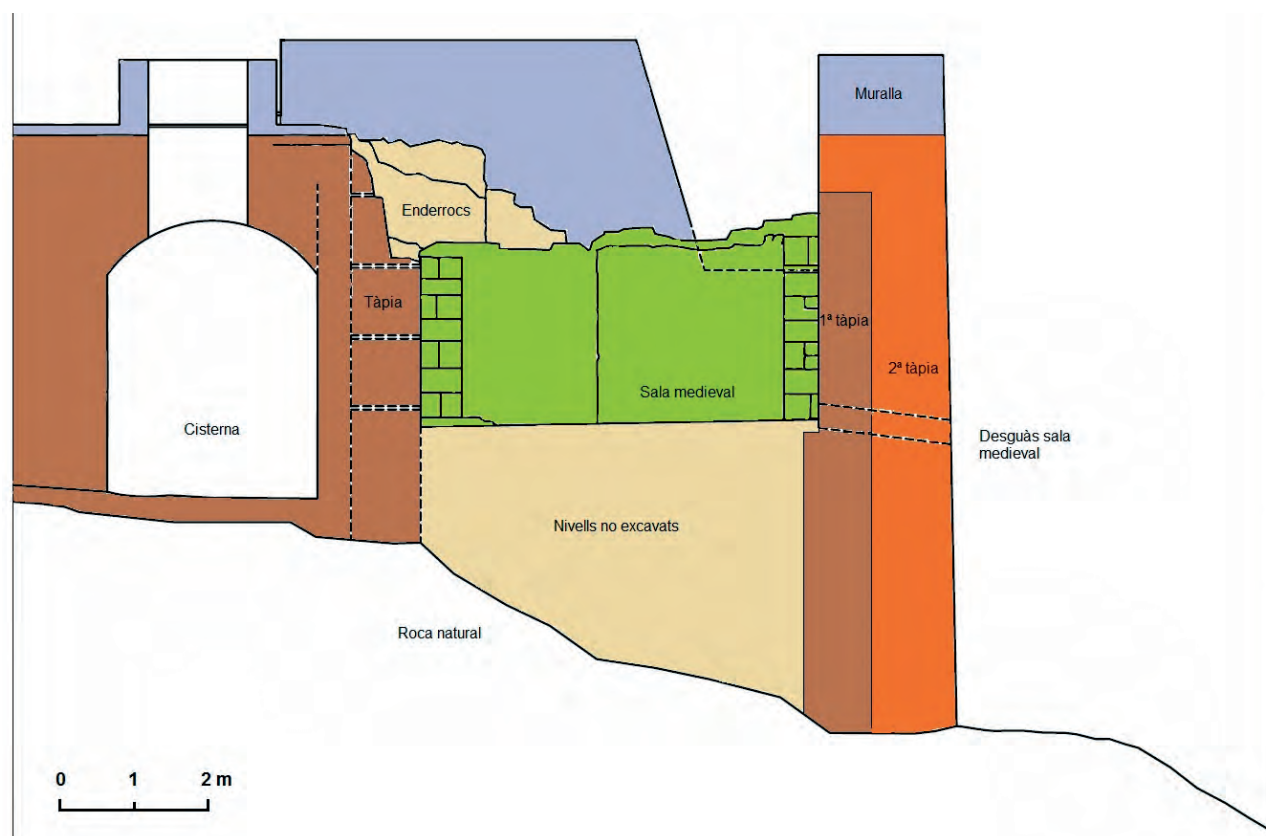 Muralla
Enderrocs
Tàpia
1ª tàpia
2ª tàpia
Sala medieval
Cisterna
Desguàs sala
medieval
Nivells no excavats
Roca natural
0 1 2 m